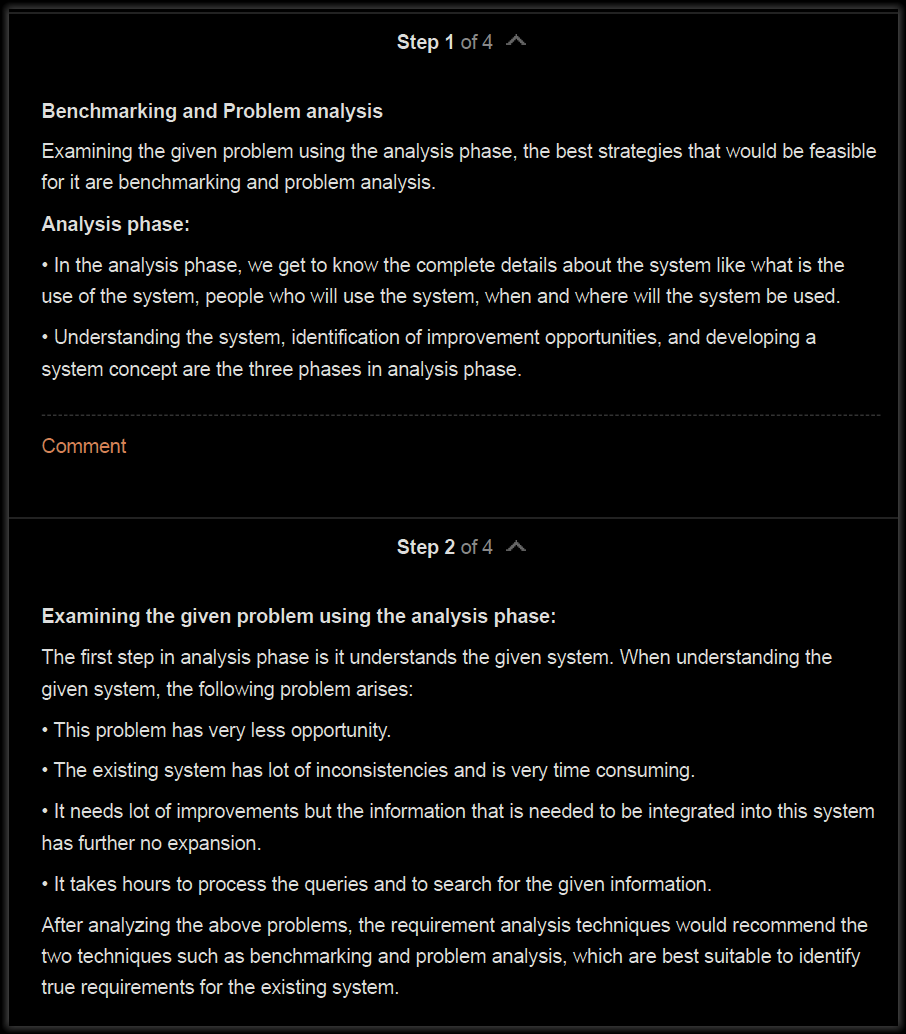 Step 1 of 4
Benchmarking and Problem analysis
Examining the given problem using the analysis phase, the best strategies that would be feasible
for it are benchmarking and problem analysis.
Analysis phase:
• In the analysis phase, we get to know the complete details about the system like what is the
use of the system, people who will use the system, when and where will the system be used.
• Understanding the system, identification of improvement opportunities, and developing a
system concept are the three phases in analysis phase.
Comment
Step 2 of 4
Examining the given problem using the analysis phase:
The first step in analysis phase is it understands the given system. When understanding the
given system, the following problem arises:
• This problem has very less opportunity.
• The existing system has lot of inconsistencies and is very time consuming.
• It needs lot of improvements but the information that is needed to be integrated into this system
has further no expansion.
• It takes hours to process the queries and to search for the given information.
After analyzing the above problems, the requirement analysis techniques would recommend the
two techniques such as benchmarking and problem analysis, which are best suitable to identify
true requirements for the existing system.